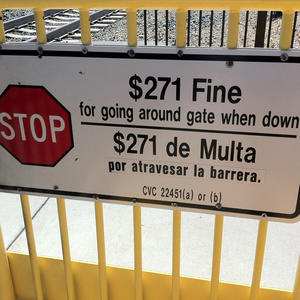 STOP
$271 Fine
for going around gate when down
$271 de Multa
por atravesar la barrera.
CVC 22451(a) or (b)